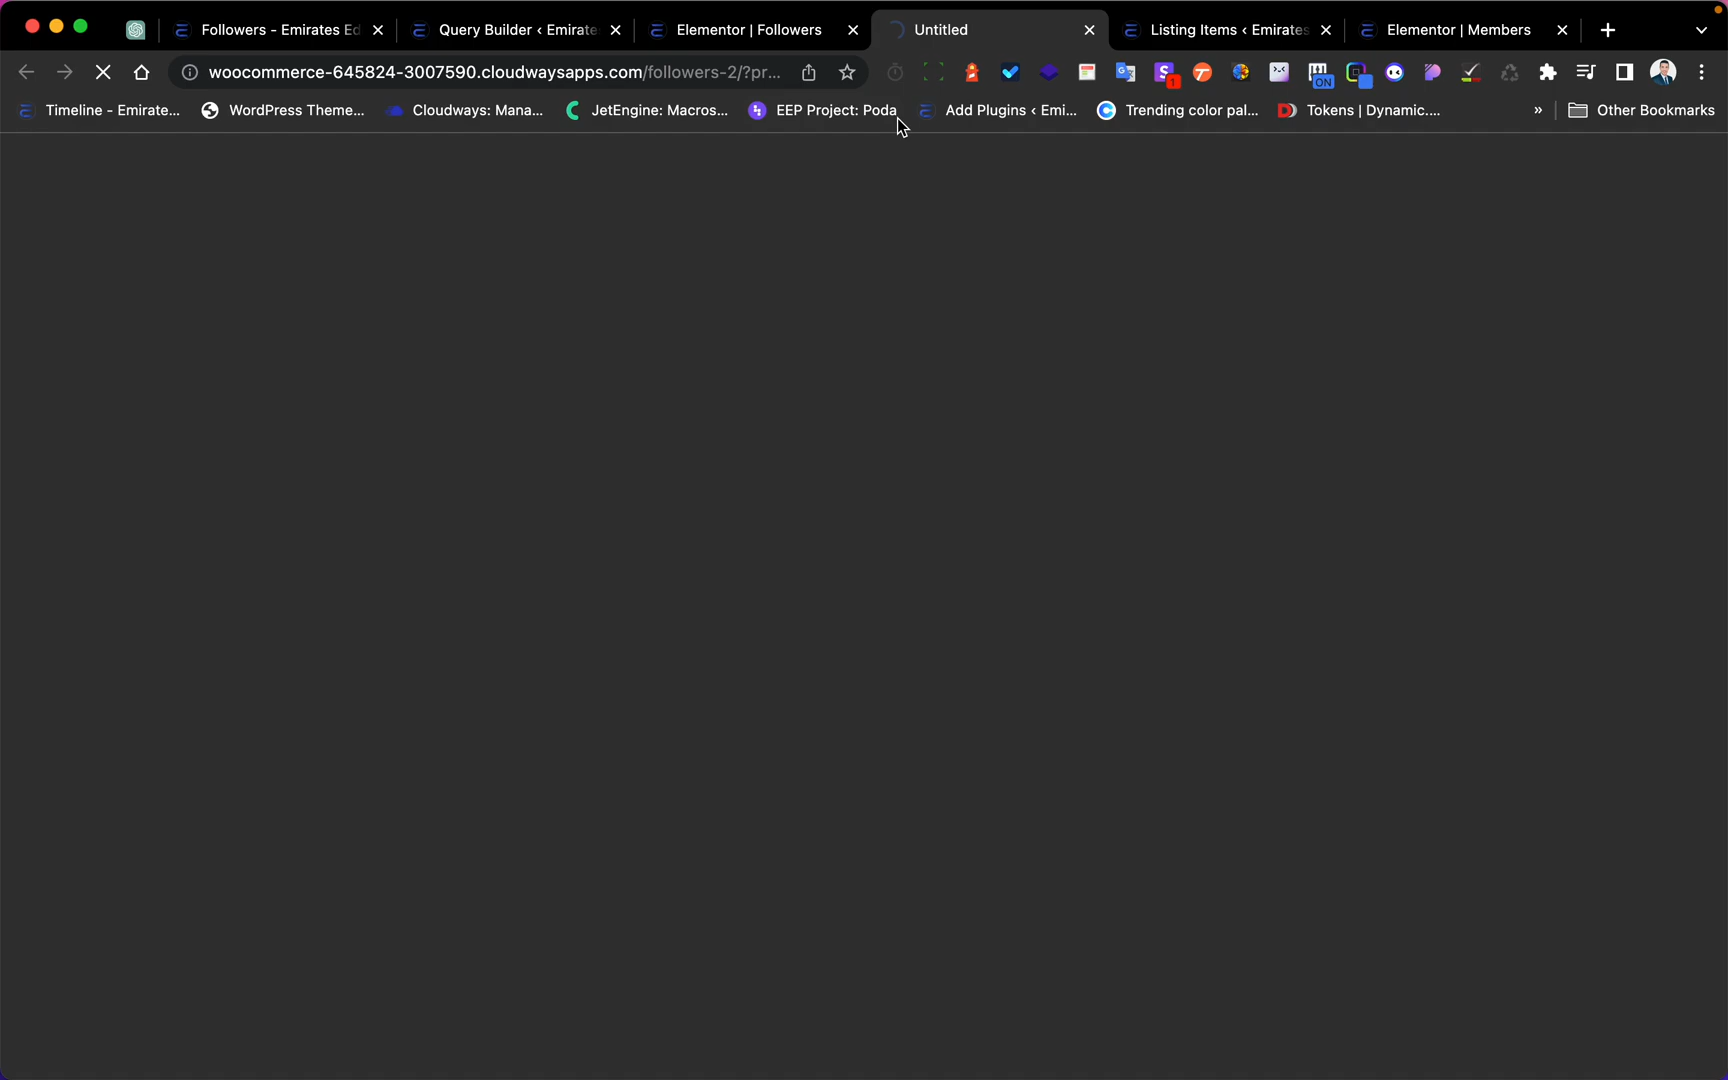 Followers - Emirates Ed
Query Builder ‹ Emirate
Elementor | Followers
Untitled
Listing Items ‹ Emirates
Elementor | Members
woocommerce-645824-3007590.cloudwaysapps.com/followers-2/?pr...
S
1
ON
Timeline - Emirate...
WordPress Theme...
Cloudways: Mana...
JetEngine: Macros...
EEP Project: Poda
Add Plugins ‹ Emi...
Trending color pal...
Tokens | Dynamic....
»
Other Bookmarks